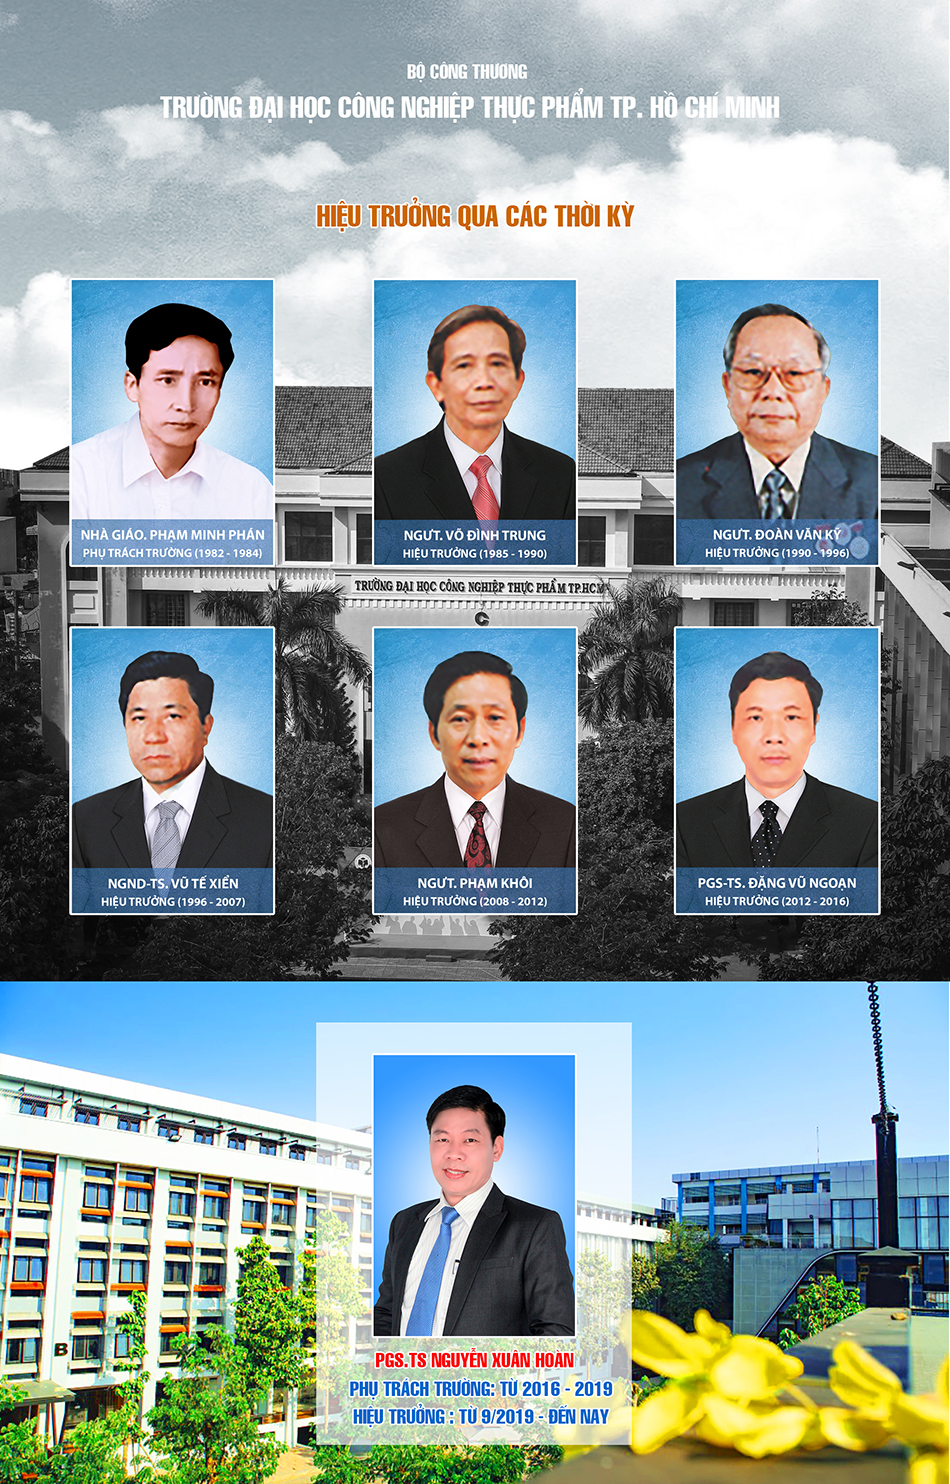 BỘ CÔNG THƯƠNG
TRƯỜNG ĐẠI HỌC CÔNG NGHIỆP THỰC PHẨM TP. HỒ CHÍ MINH
HIỆU TRƯỞNG QUA CÁC THỜI KỲ
NHÀ GIÁO. PHẠM MINH PHÁN
PHỤ TRÁCH TRƯỜNG (1982 - 1984)
NGƯT. VÕ ĐÌNH TRUNG
HIỆU TRƯỞNG (1985 - 1990)
NGƯT. ĐOÀN VĂN KỸ
HIỆU TRƯỞNG (1990 - 1996)
TRƯỜNG ĐẠI HỌC CÔNG NGHIỆP THỰC PHẨM TP.HCM
NGND-TS. VŨ TẾ XIỂN
HIỆU TRƯỞNG (1996 - 2007)
NGƯT. PHẠM KHÔI
HIỆU TRƯỞNG (2008 - 2012)
PGS-TS. ĐẶNG VŨ NGOẠN
HIỆU TRƯỞNG (2012 - 2016)
B
PGS.TS NGUYỄN XUÂN HOÀN
PHỤ TRÁCH TRƯỜNG: TỪ 2016 - 2019
HIỆU TRƯỞNG : TỪ 9/2019 - ĐẾN NAY